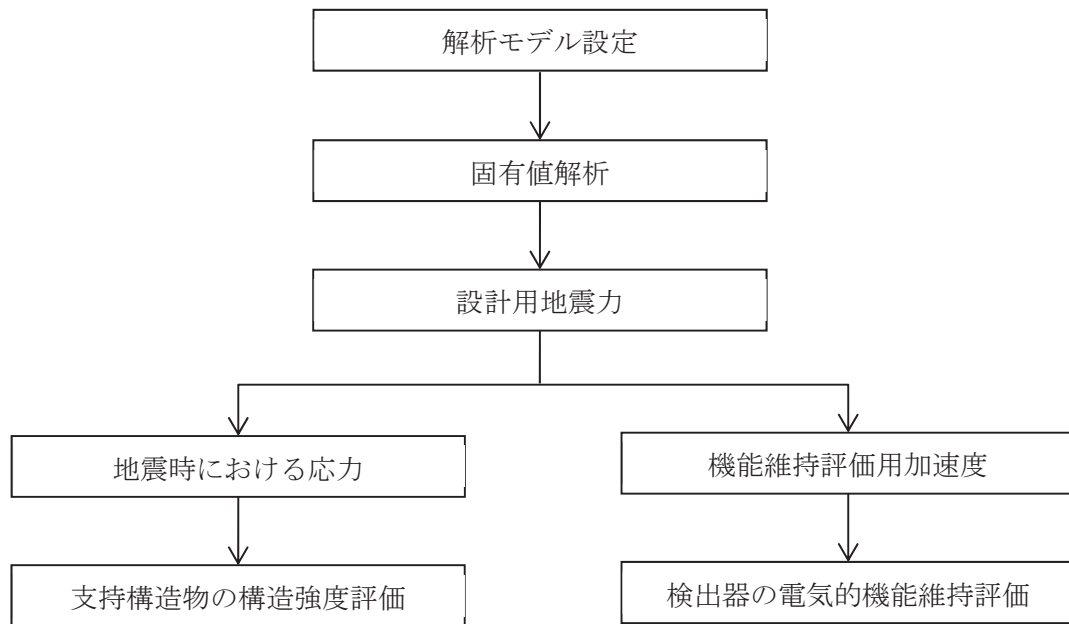 解析モデル設定
固有値解析
設計用地震力
地震時における応力
機能維持評価用加速度
支持構造物の構造強度評価
検出器の電気的機能維持評価